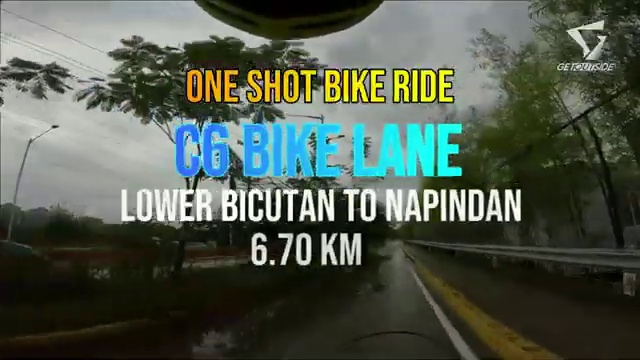 GETOUTSIDE
ONE SHOT BIKE RIDE
C6 BIKE LANE
LOWER BICUTAN TO NAPINDAN
6.70 KM